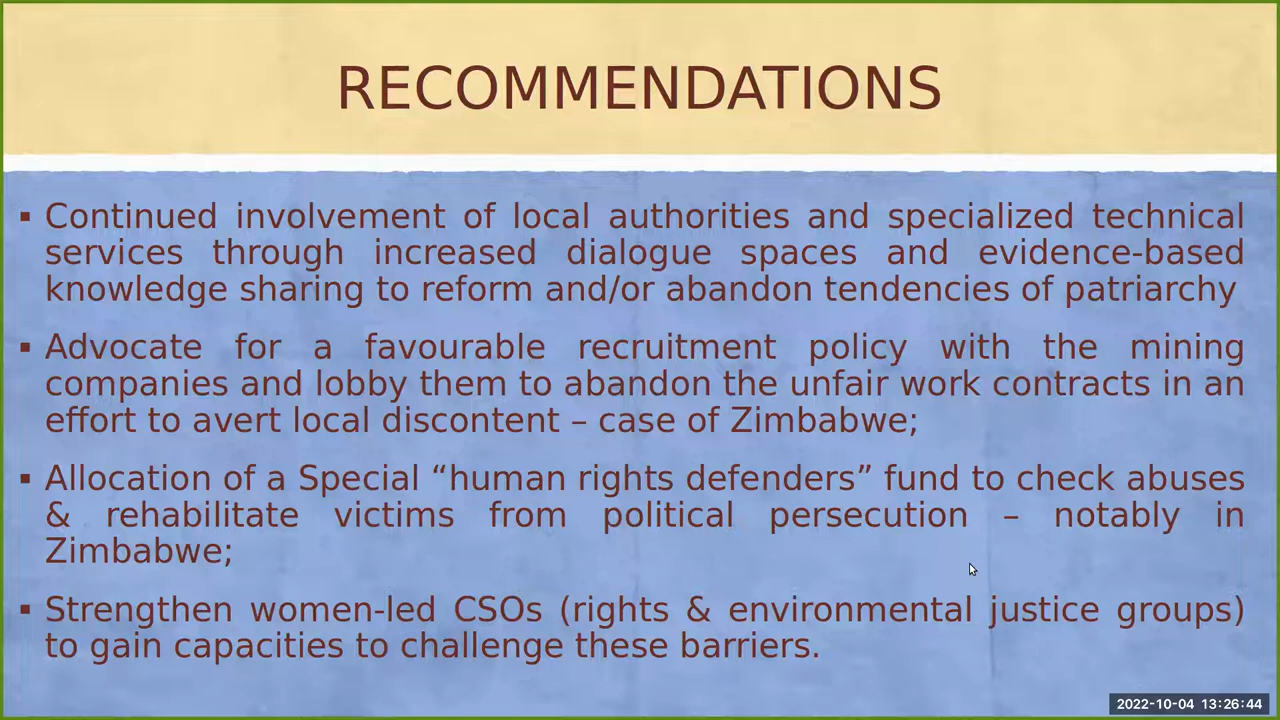 RECOMMENDATIONS
▪ Continued involvement of local authorities and specialized technical
services through increased dialogue spaces and evidence-based
knowledge sharing to reform and/or abandon tendencies of patriarchy
▪ Advocate for a favourable recruitment policy with the mining
companies and lobby them to abandon the unfair work contracts in an
effort to avert local discontent – case of Zimbabwe;
▪ Allocation of a Special “human rights defenders” fund to check abuses
& rehabilitate victims from political persecution – notably in
Zimbabwe;
▪ Strengthen women-led CSOs (rights & environmental justice groups)
to gain capacities to challenge these barriers.
2022-10-04 13:26:44